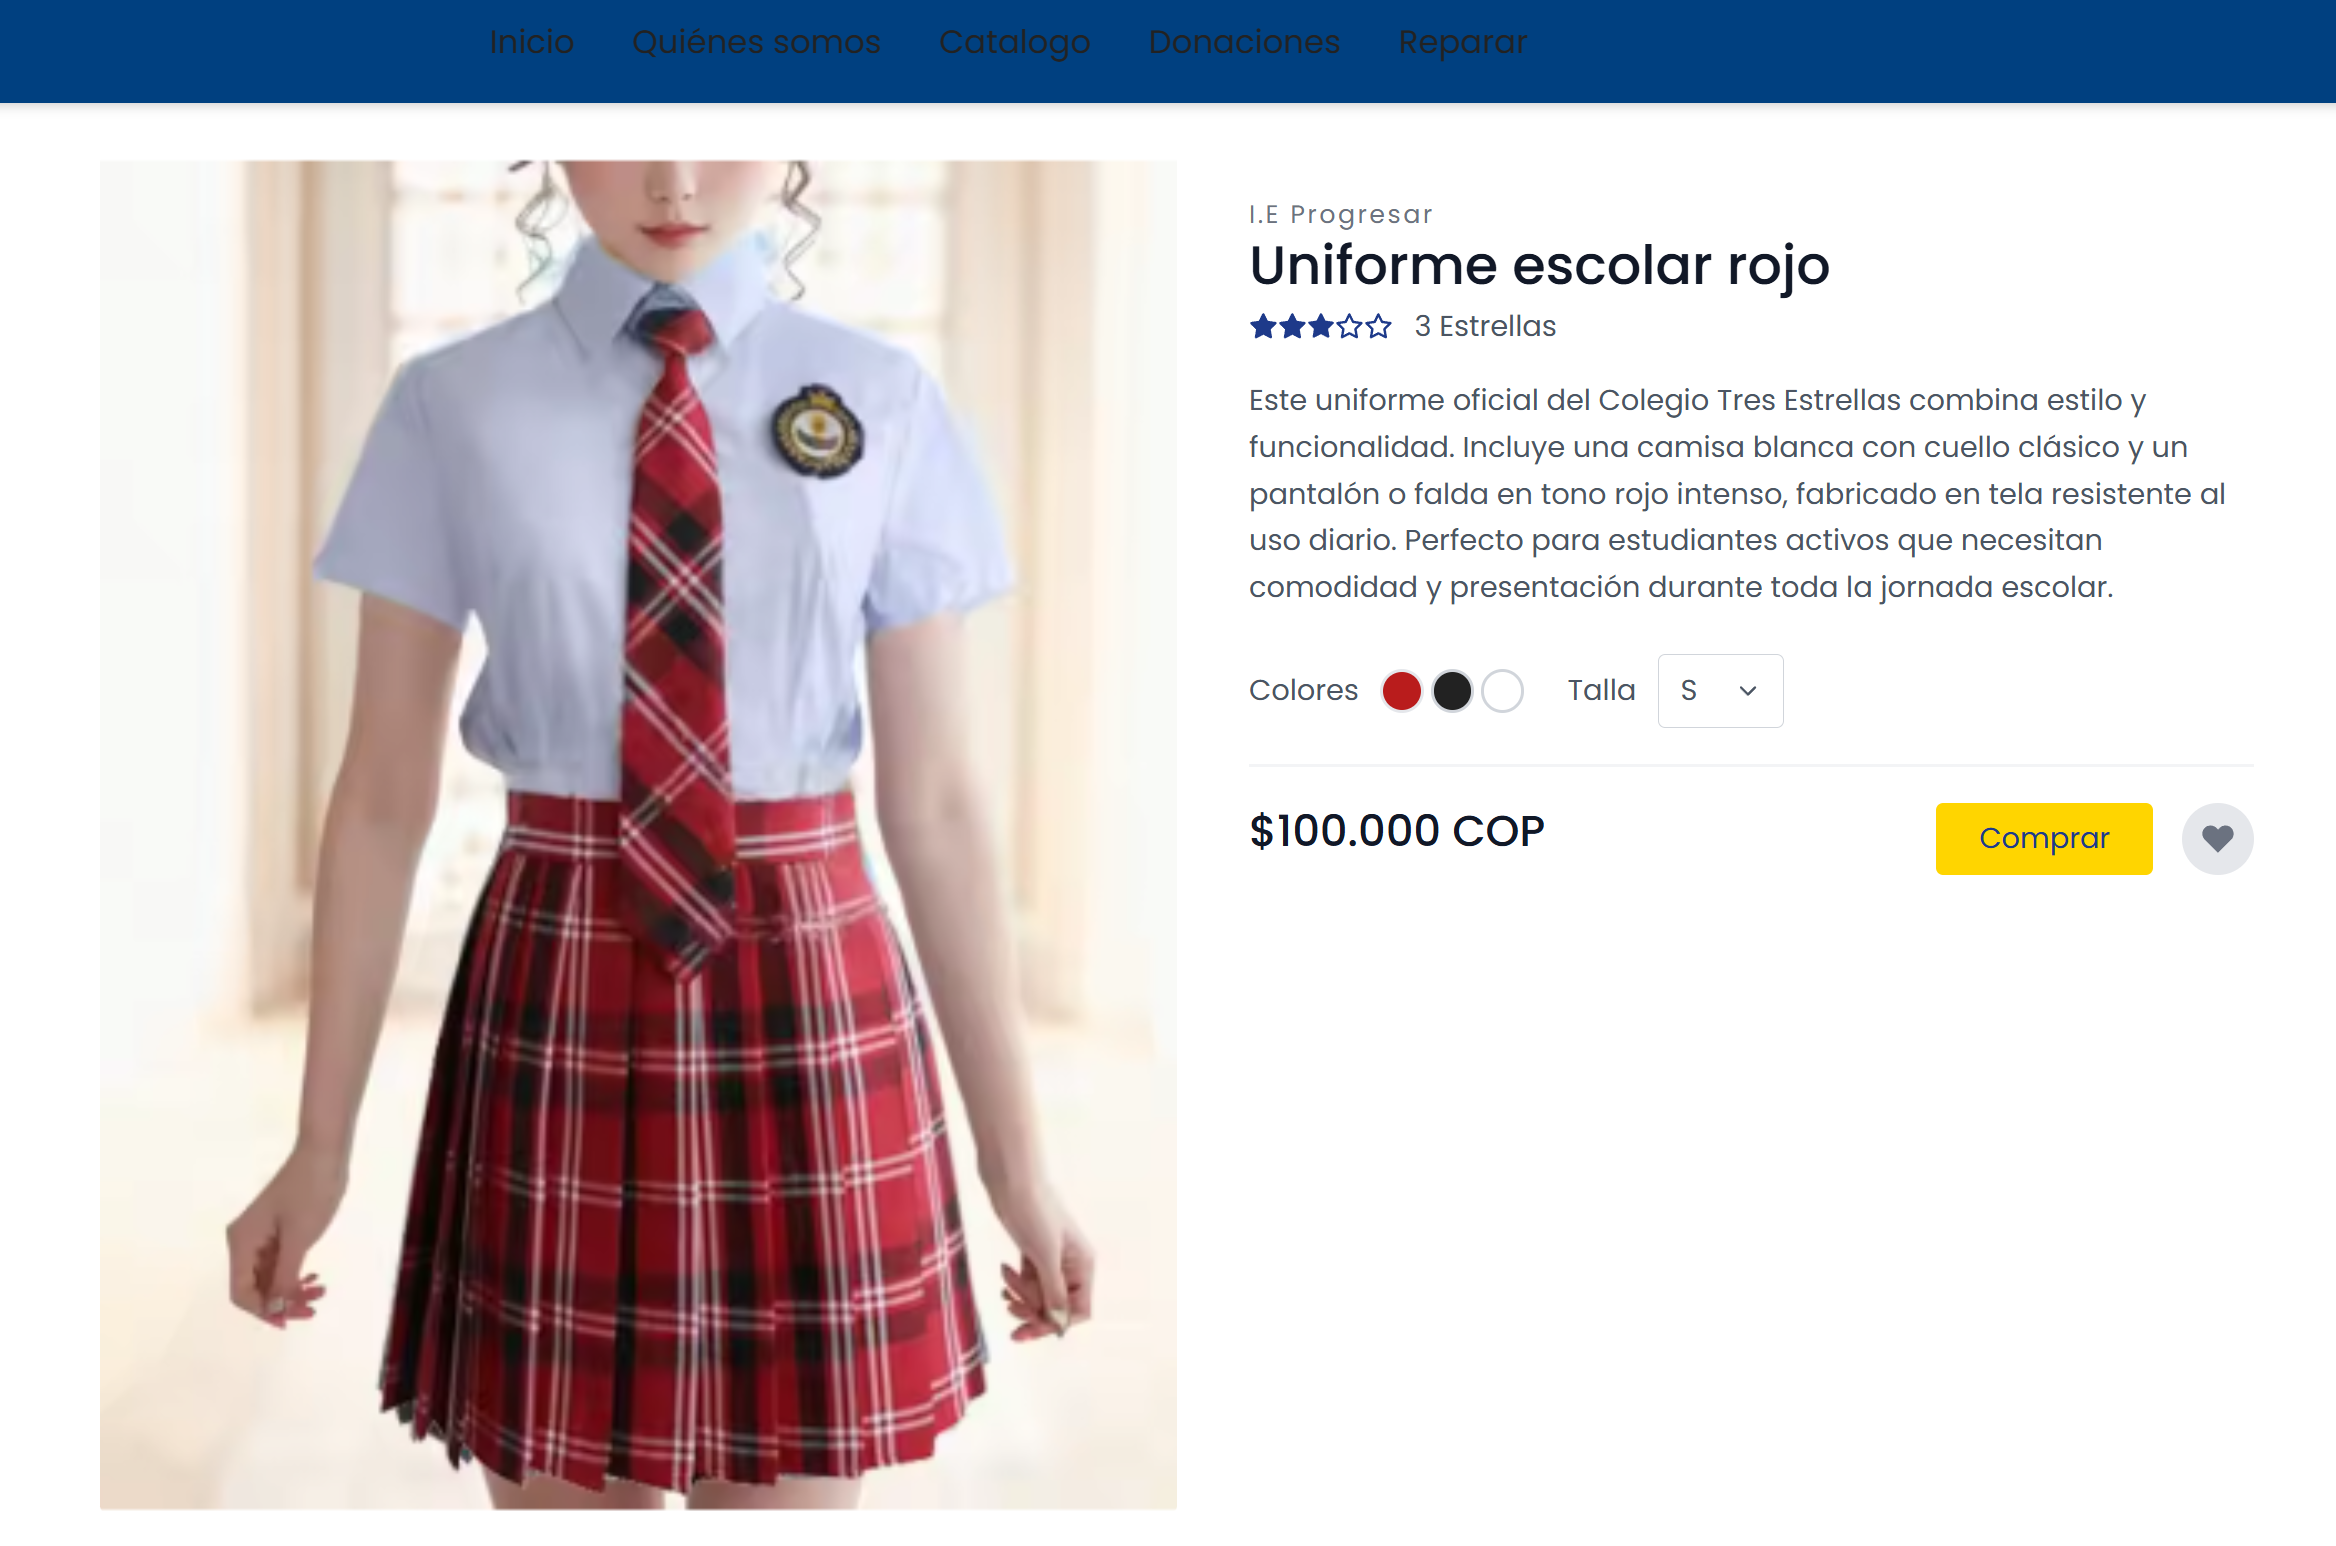 Inicio Quiénes somos Catalogo Donaciones Reparar
I.E Progresar
Uniforme escolar rojo
3 Estrellas
Este uniforme oficial del Colegio Tres Estrellas combina estilo y
funcionalidad. Incluye una camisa blanca con cuello clásico y un
pantalón o falda en tono rojo intenso, fabricado en tela resistente al
uso diario. Perfecto para estudiantes activos que necesitan
comodidad y presentación durante toda la jornada escolar.
Colores Talla S
$100.000 COP Comprar